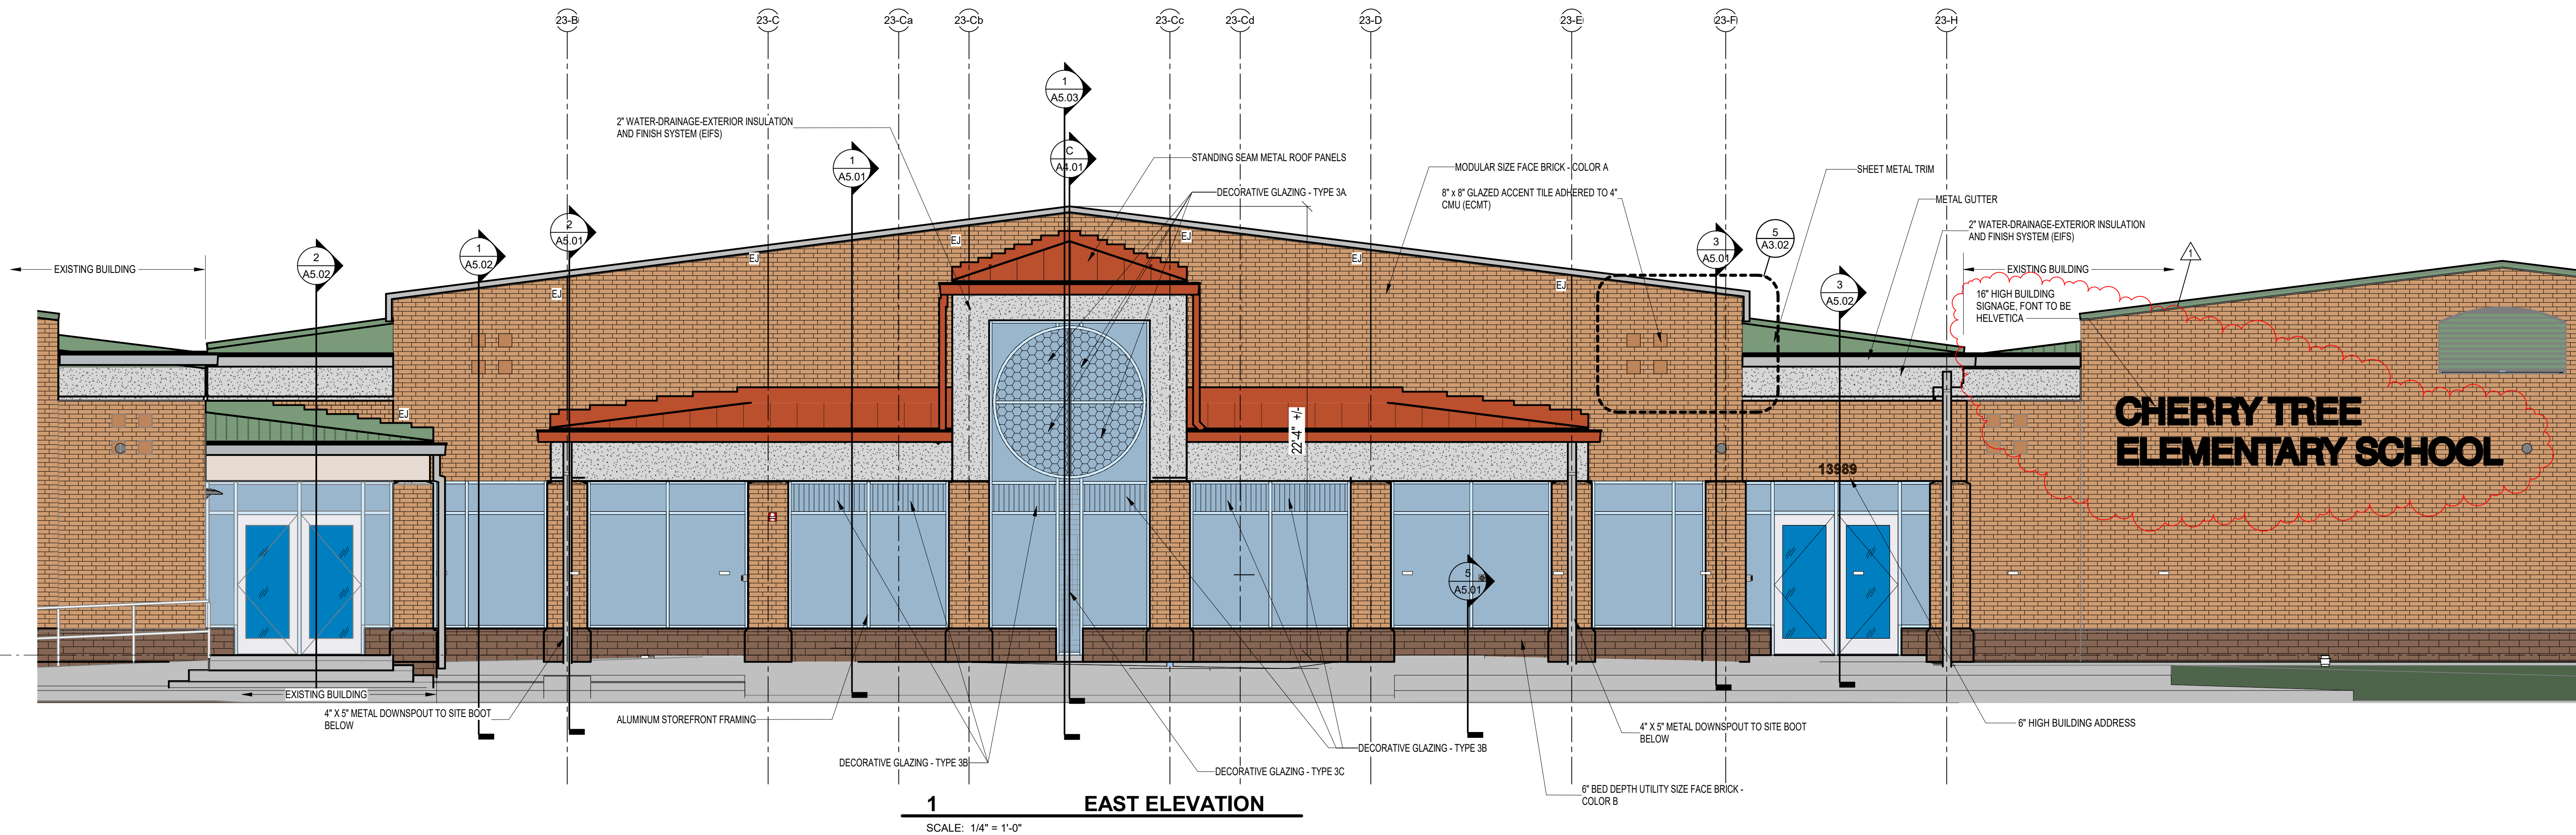 23-B
23-C
23-Ca
23-Cb
23-Cc
23-Cd
23-D
23-E
23-F
23-H
1
A5.03
2" WATER-DRAINAGE-EXTERIOR INSULATION
AND FINISH SYSTEM (EIFS)
C
A4.01
1
A5.01
STANDING SEAM METAL ROOF PANELS
MODULAR SIZE FACE BRICK - COLOR A
SHEET METAL TRIM
DECORATIVE GLAZING - TYPE 3A
8" x 8" GLAZED ACCENT TILE ADHERED TO 4"
CMU (ECMT)
METAL GUTTER
2" WATER-DRAINAGE-EXTERIOR INSULATION
AND FINISH SYSTEM (EIFS)
2
A5.01
1
A5.02
2
A5.02
3
A5.01
5
A3.02
3
A5.02
1
EJ
EJ
EJ
EJ
EJ
EJ
EJ
EXISTING BUILDING
EXISTING BUILDING
16" HIGH BUILDING
SIGNAGE, FONT TO BE
HELVETICA
22'-4" +/-
CHERRY TREE
ELEMENTARY SCHOOL
13989
5
A5.01
EXISTING BUILDING
4" X 5" METAL DOWNSPOUT TO SITE BOOT
BELOW
ALUMINUM STOREFRONT FRAMING
4" X 5" METAL DOWNSPOUT TO SITE BOOT
BELOW
6" HIGH BUILDING ADDRESS
DECORATIVE GLAZING - TYPE 3B
DECORATIVE GLAZING - TYPE 3B
DECORATIVE GLAZING - TYPE 3C
6" BED DEPTH UTILITY SIZE FACE BRICK -
COLOR B
1 EAST ELEVATION
SCALE: 1/4" = 1'-0"